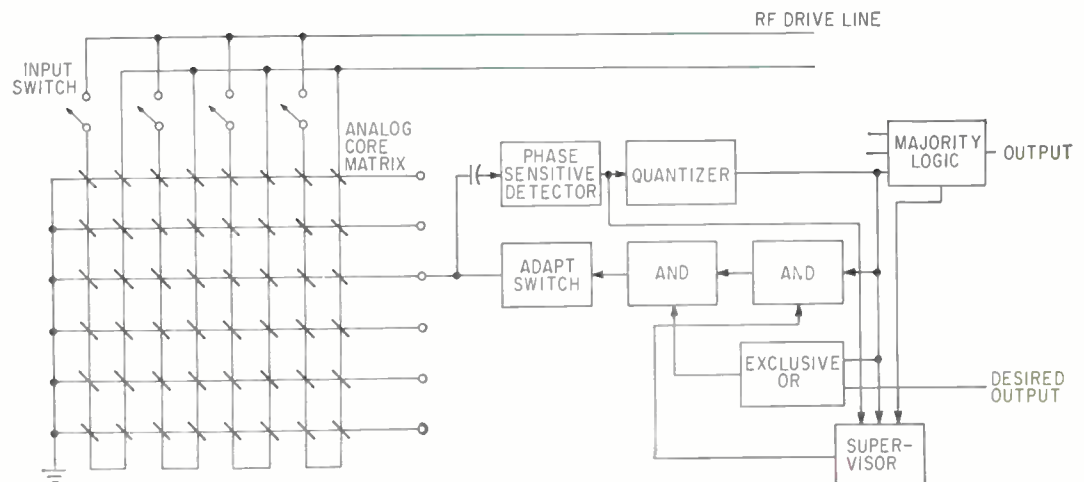 RF DRIVE LINE
INPUT
SWITCH
ANALOG
CORE
MATRIX
PHASE
SENSITIVE
DETECTOR
QUANTIZER
MAJORITY
LOGIC
OUTPUT
ADAPT
SWITCH
AND
AND
EXCLUSIVE
OR
DESIRED
OUTPUT
SUPER-
VISOR